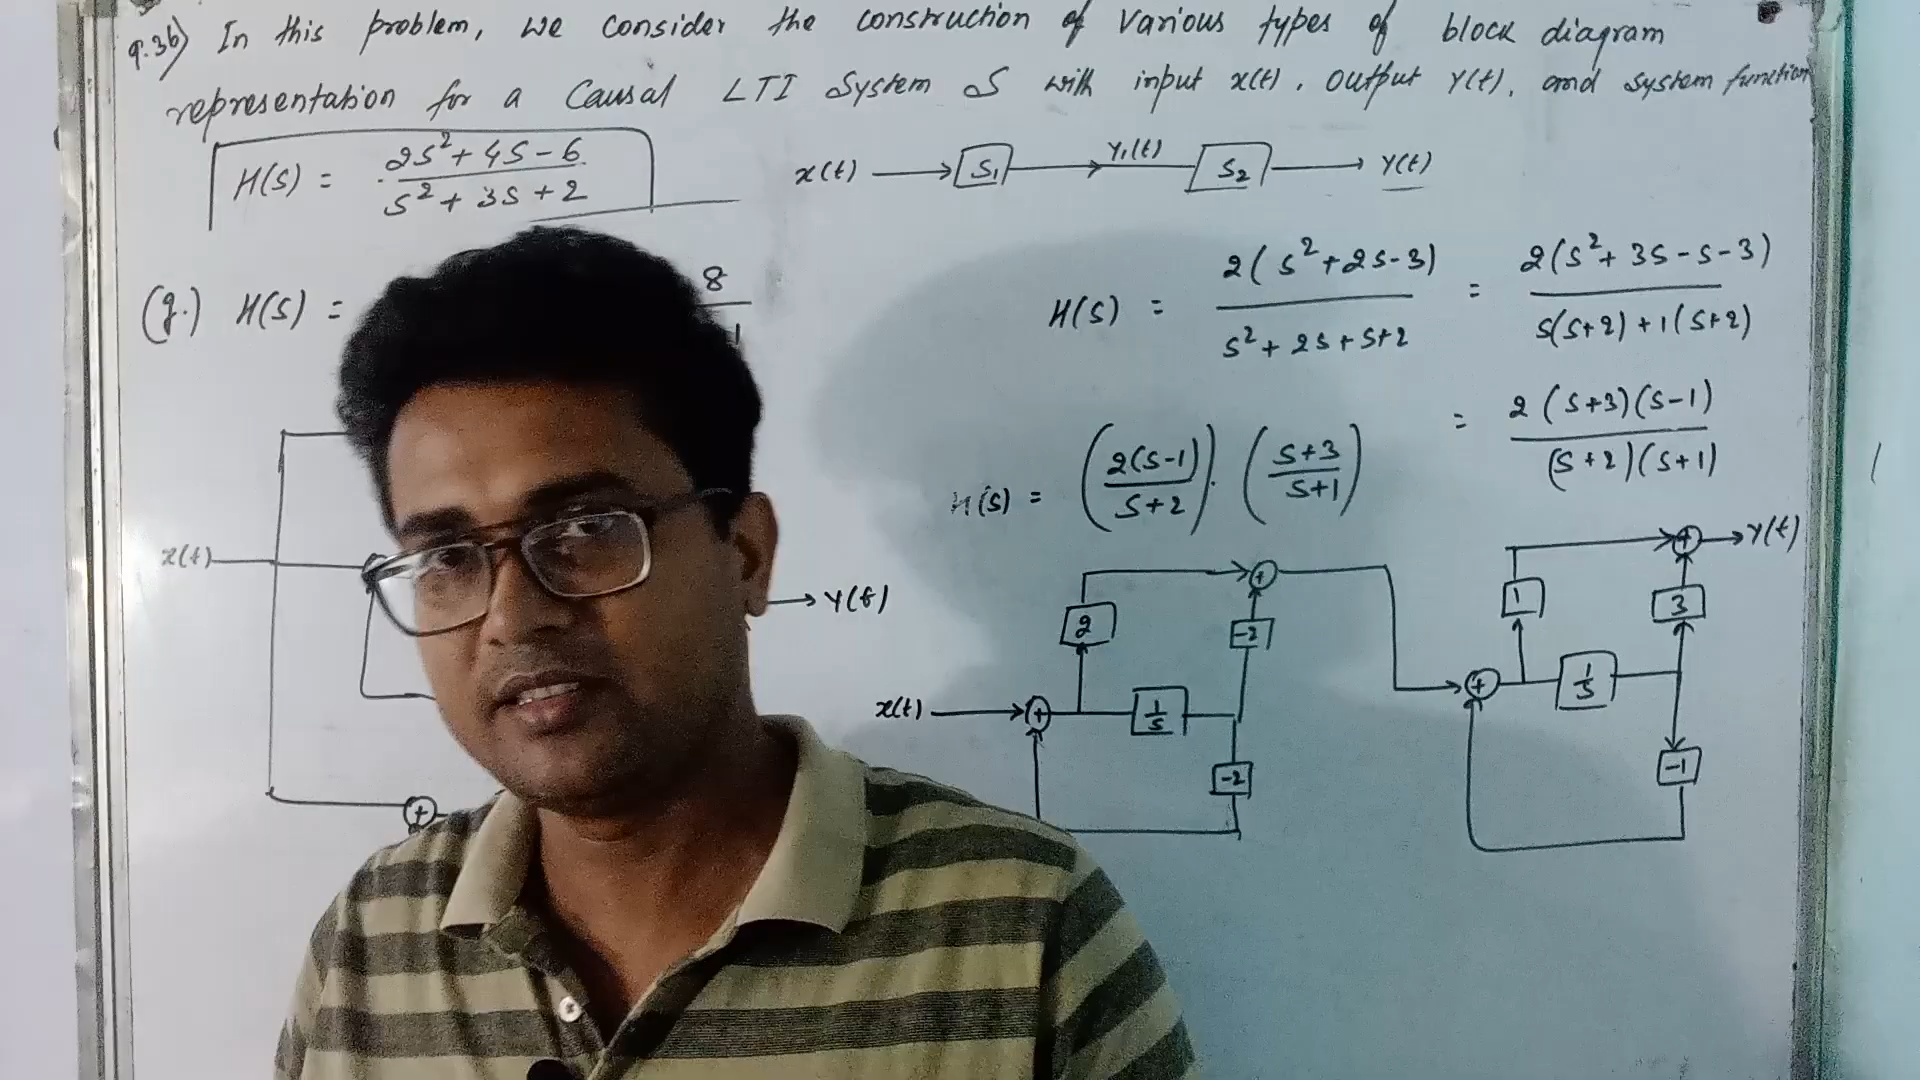 9.36) In this problem, we consider the construction of various types of block diagram
representation for a Causal LTI System S with input x(t), output Y(t), and system function
H(S) = 2S²+4S-6 / S²+3S+2
x(t) S1 Y1(t) S2 Y(t)
(g.) H(S) = 8 1
H(S) = 2(S²+2S-3) / S²+2S+S+2 = 2(S²+3S-S-3) / S(S+2)+1(S+2)
= 2(S+3)(S-1) / (S+2)(S+1)
H(S) = (2(S-1) / S+2) . (S+3 / S+1)
x(t) + + Y(t)
x(t) + 2 1/S -2 -2 +
+ 1 1/S 3 -1 + Y(t)